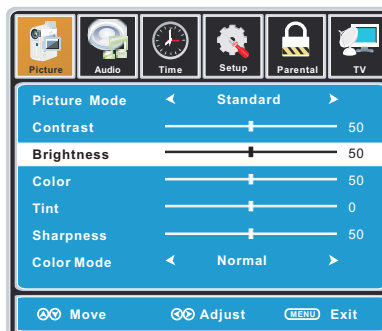 Picture Audio Time Setup Parental TV
Picture Mode Standard
Contrast 50
Brightness 50
Color 50
Tint 0
Sharpness 50
Color Mode Normal
Move Adjust MENU Exit